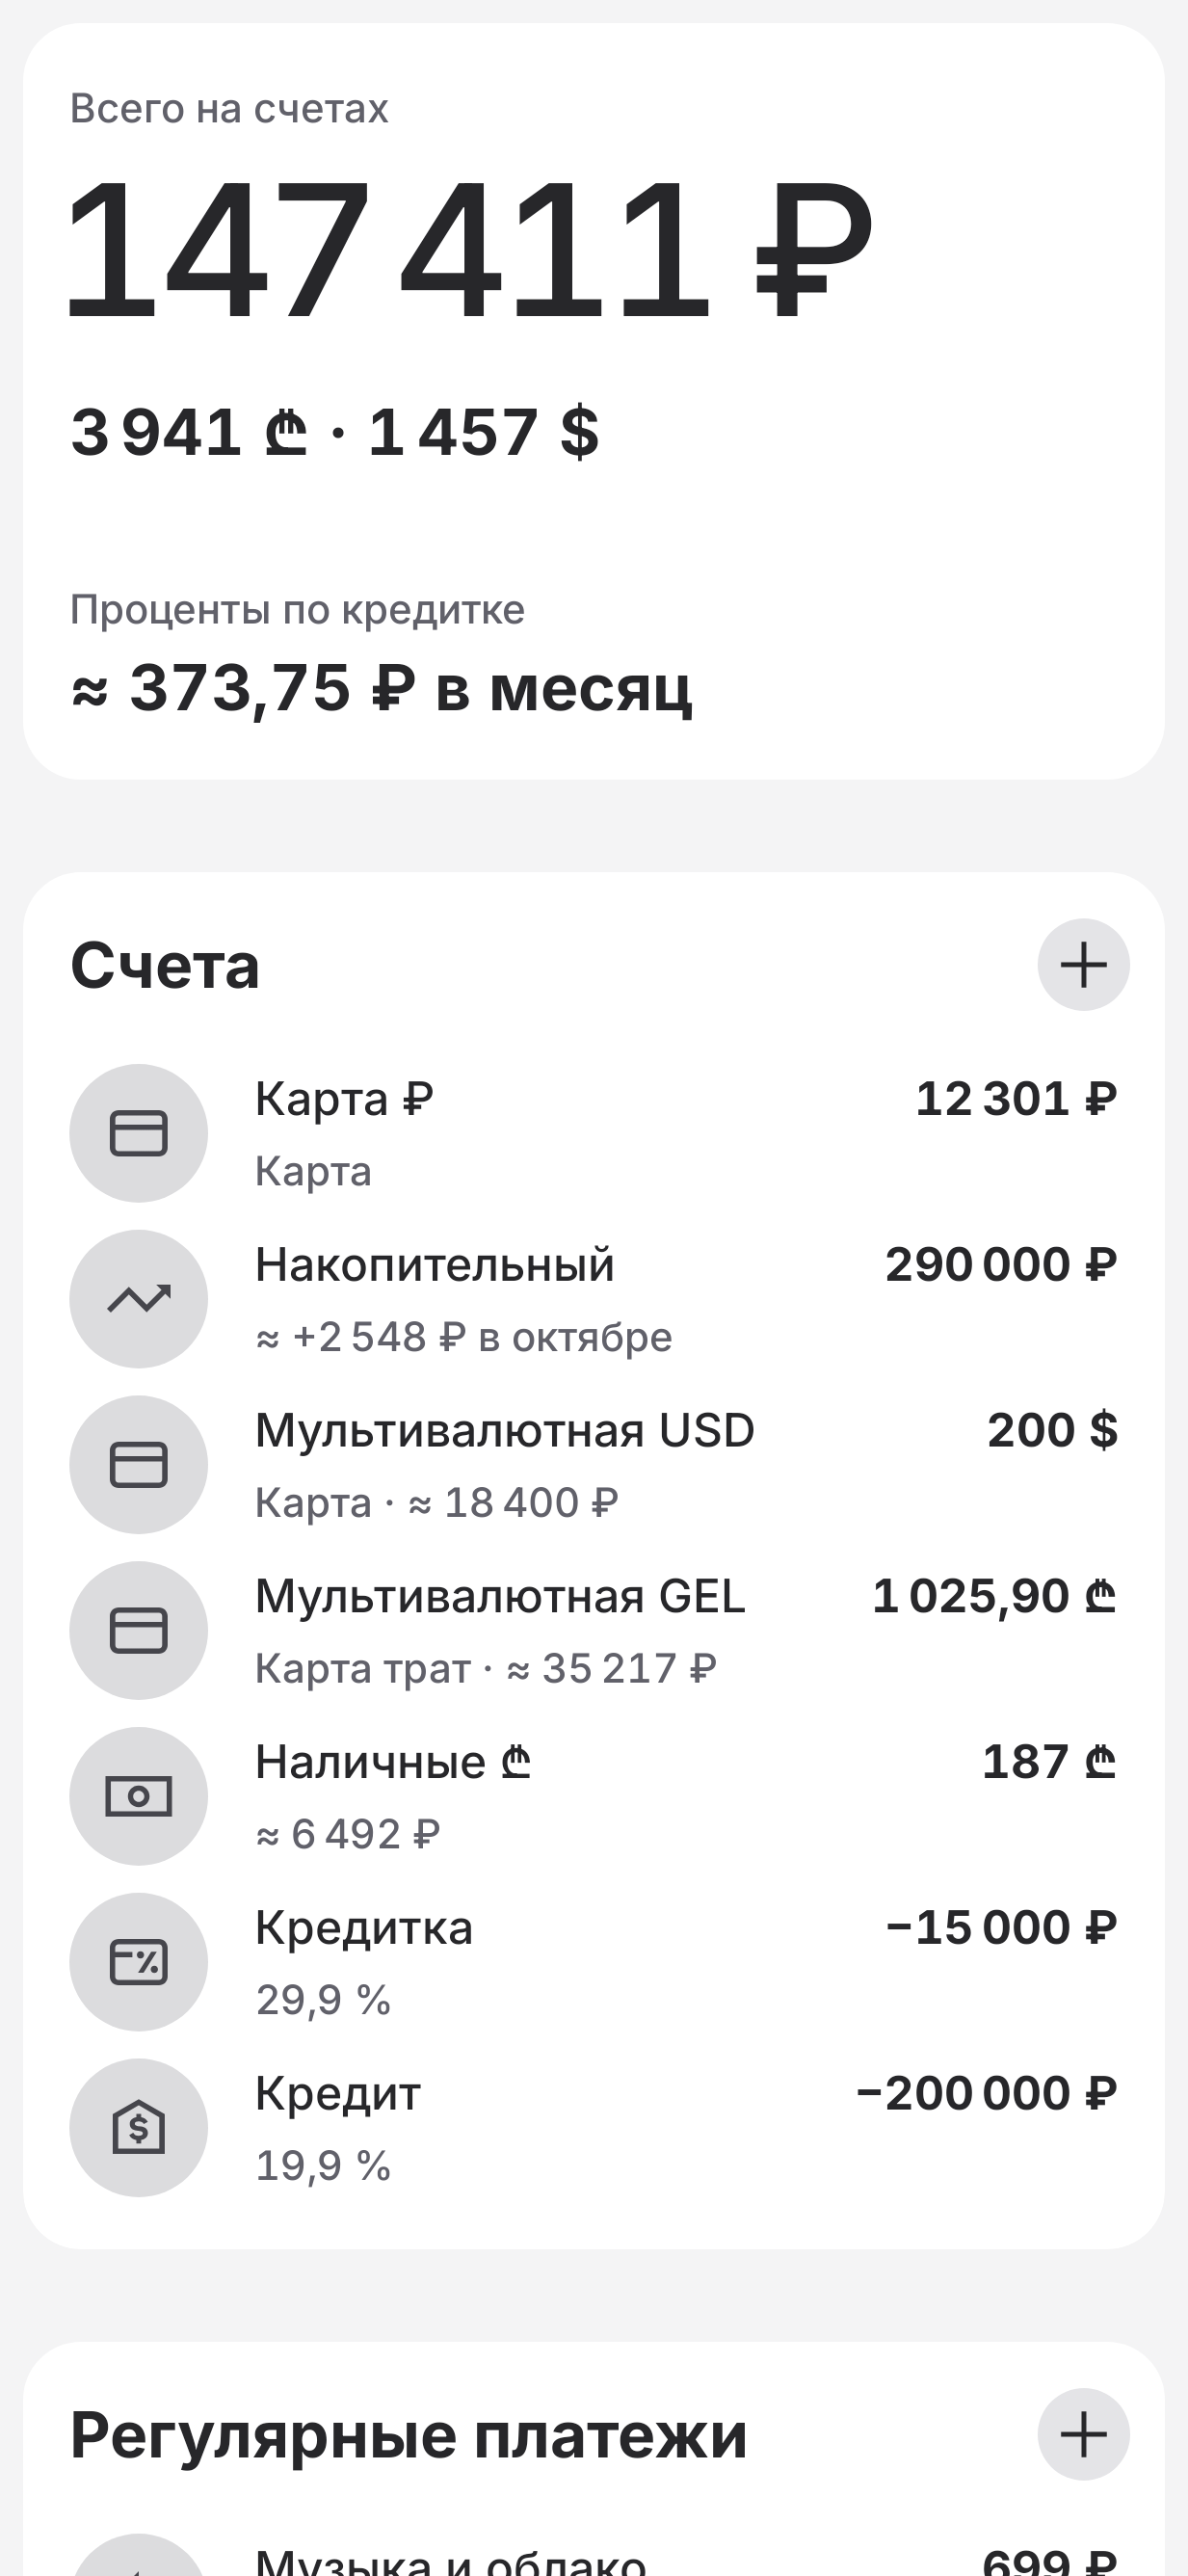 Всего на счетах
147 411 ₽
3 941 ₾ · 1 457 $
Проценты по кредитке
≈ 373,75 ₽ в месяц
Счета
Карта ₽
12 301 ₽
Карта
Накопительный
290 000 ₽
≈ +2 548 ₽ в октябре
Мультивалютная USD
200 $
Карта · ≈ 18 400 ₽
Мультивалютная GEL
1 025,90 ₾
Карта трат · ≈ 35 217 ₽
Наличные ₾
187 ₾
≈ 6 492 ₽
Кредитка
−15 000 ₽
29,9 %
Кредит
−200 000 ₽
19,9 %
Регулярные платежи
Музыка и облако
699 ₽